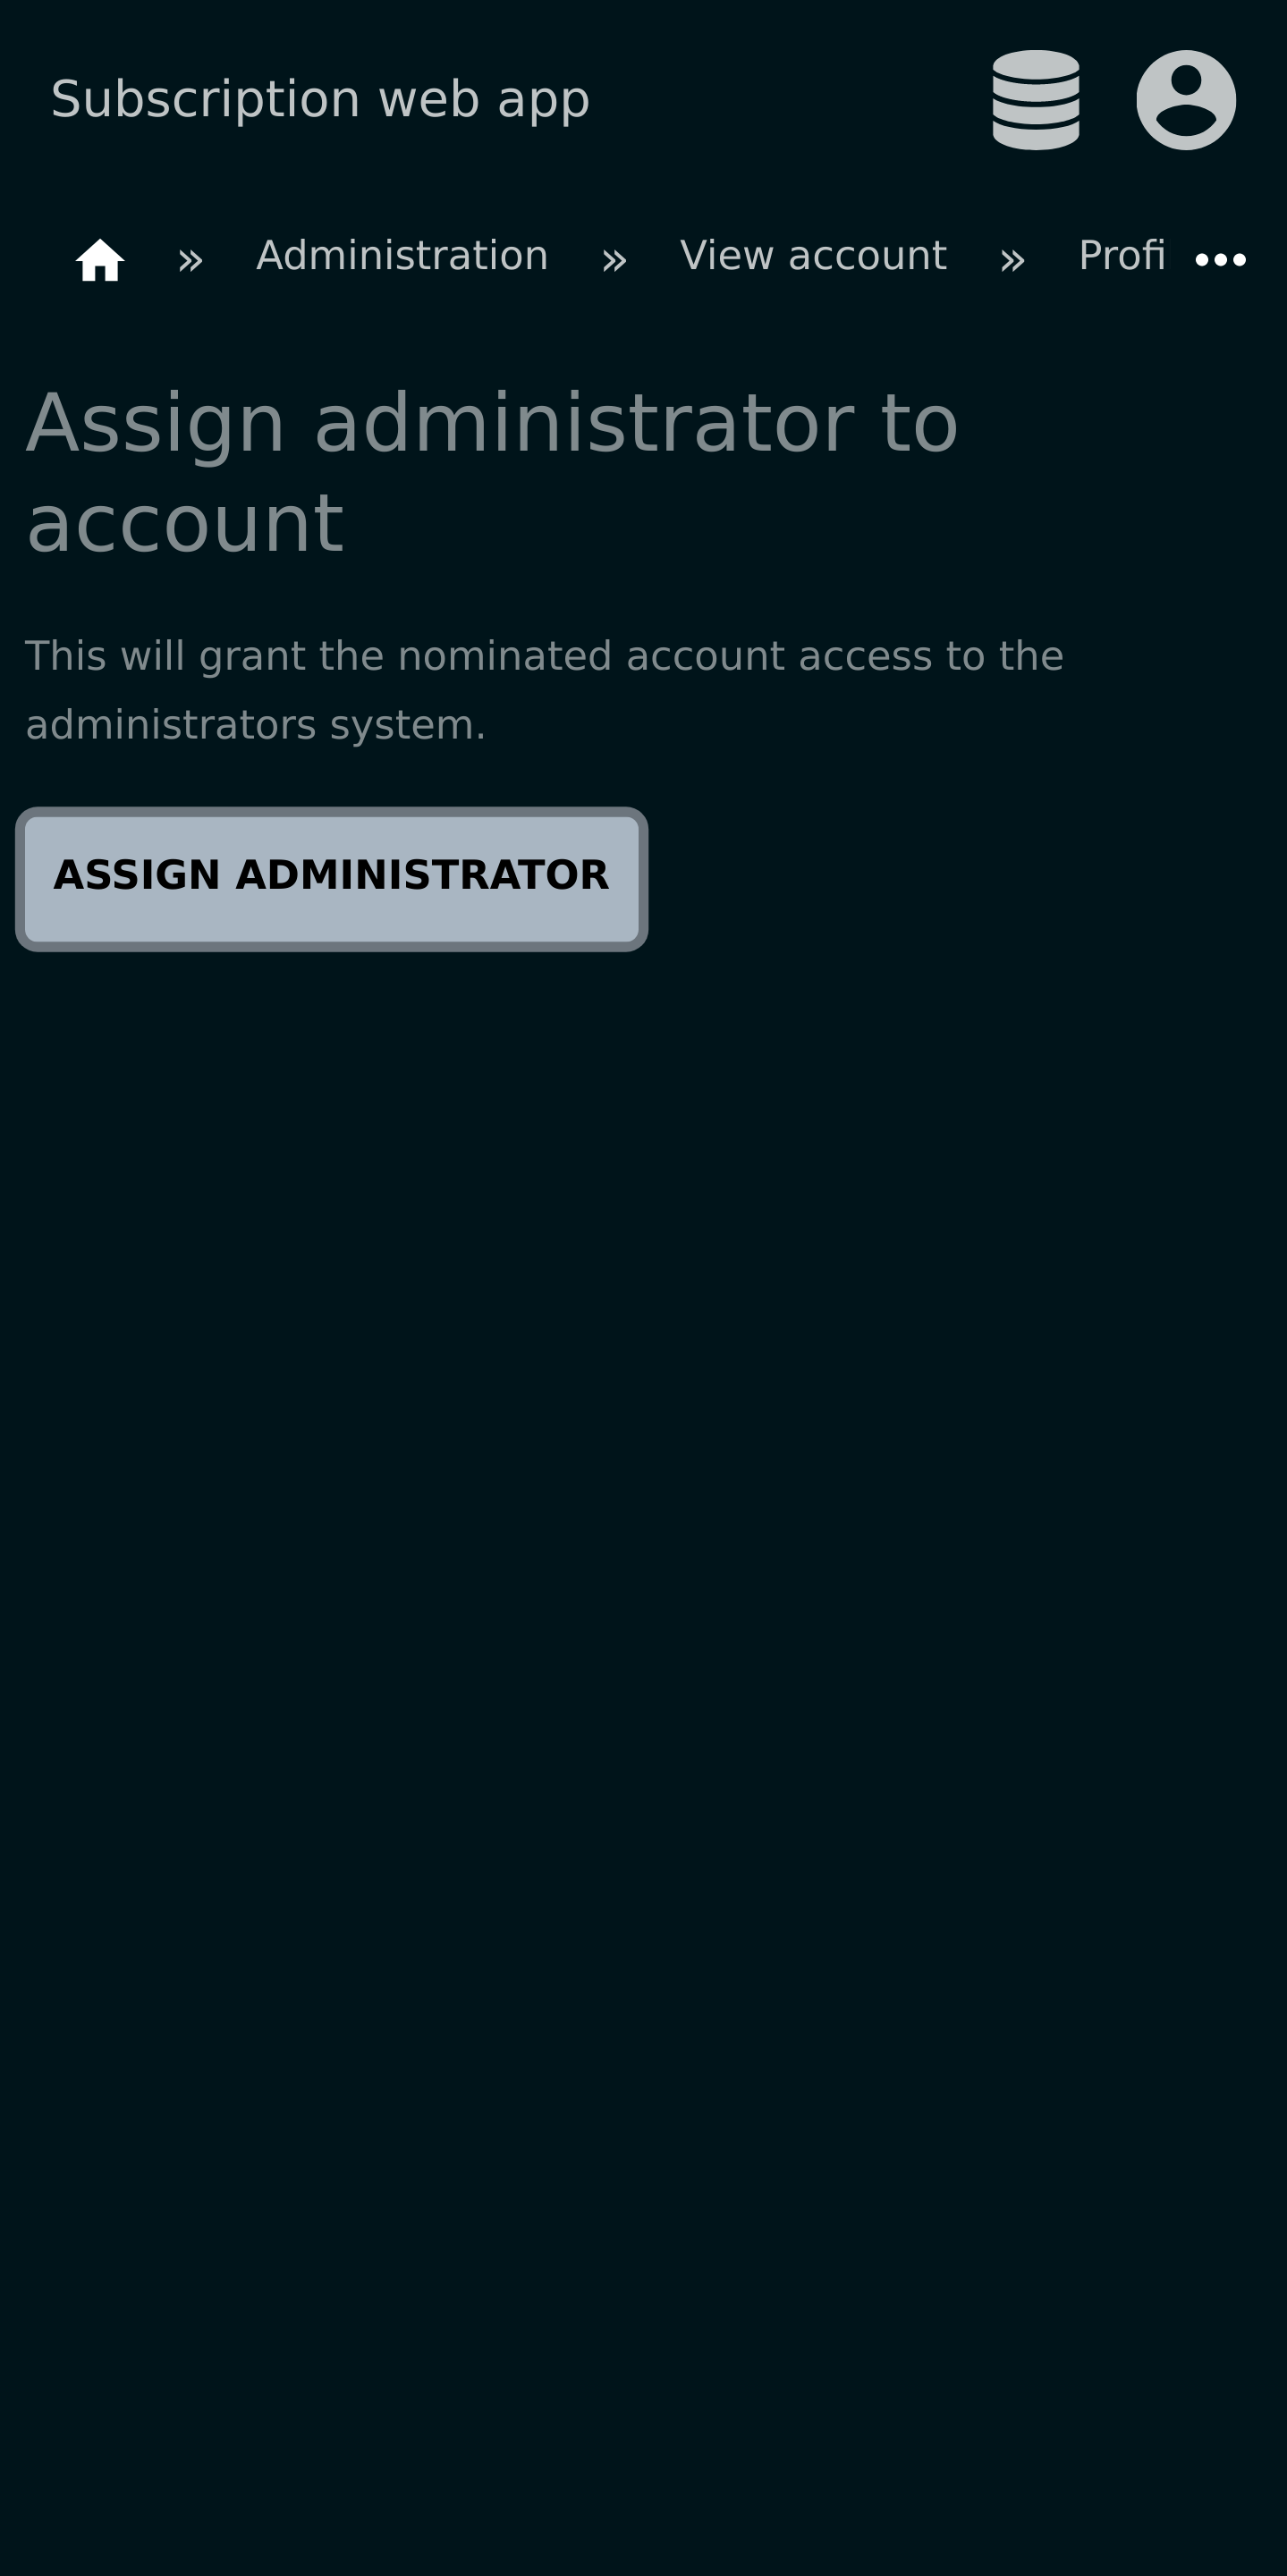 Subscription web app
» Administration » View account » Profi
Assign administrator to
account
This will grant the nominated account access to the
administrators system.
ASSIGN ADMINISTRATOR